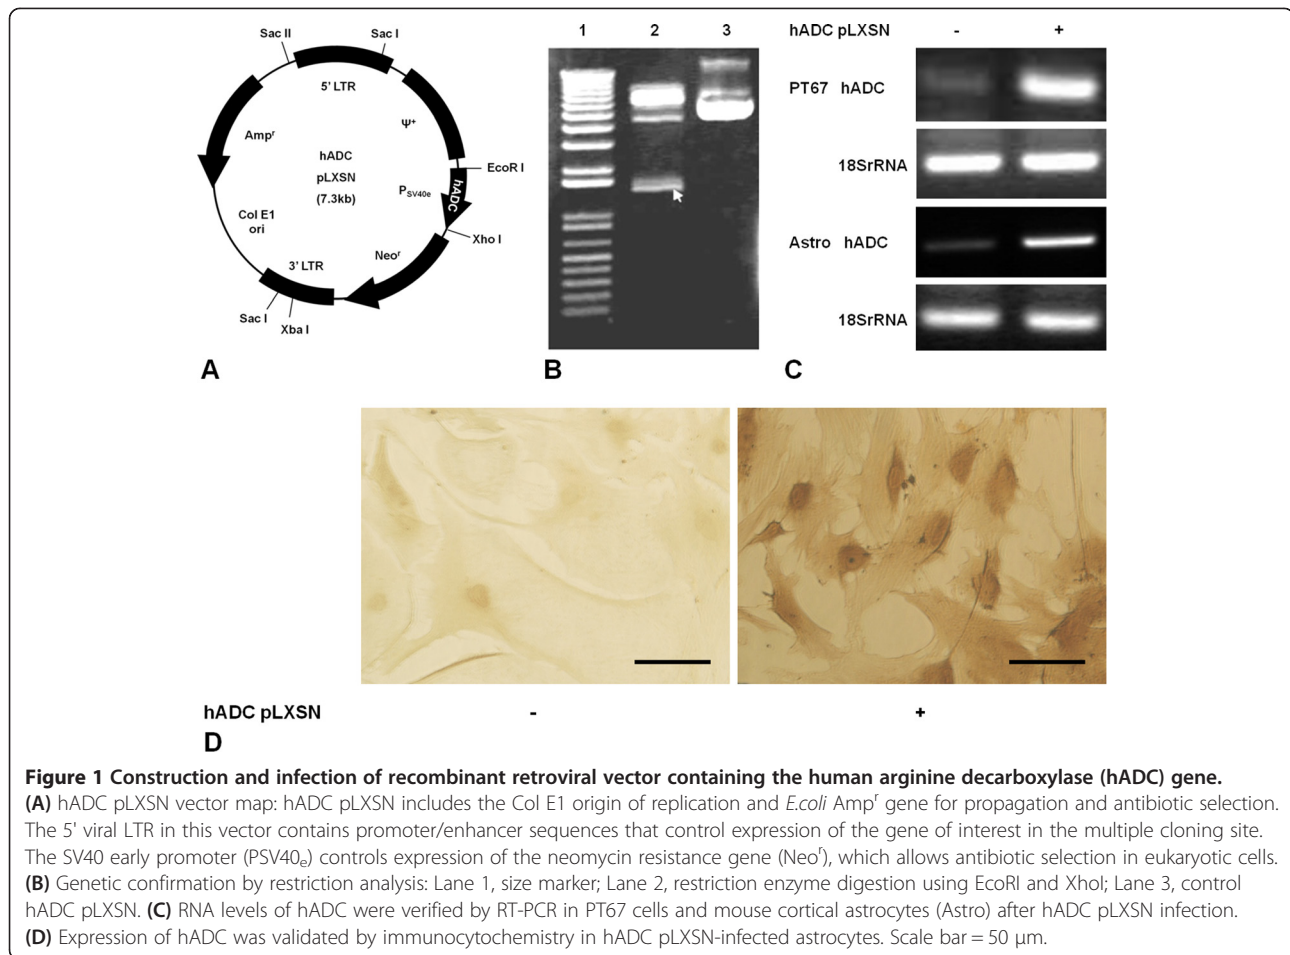 Sac II
Sac I
5' LTR
Ampʳ
Ψ⁺
hADC
pLXSN
(7.3kb)
EcoR I
P_SV40e
hADC
Col E1
ori
Xho I
Neoʳ
3' LTR
Sac I
Xba I
A
1 2 3
B
hADC pLXSN - +
PT67 hADC
18SrRNA
Astro hADC
18SrRNA
C
hADC pLXSN - +
D
Figure 1 Construction and infection of recombinant retroviral vector containing the human arginine decarboxylase (hADC) gene.
(A) hADC pLXSN vector map: hADC pLXSN includes the Col E1 origin of replication and E.coli Ampʳ gene for propagation and antibiotic selection.
The 5' viral LTR in this vector contains promoter/enhancer sequences that control expression of the gene of interest in the multiple cloning site.
The SV40 early promoter (PSV40ₑ) controls expression of the neomycin resistance gene (Neoʳ), which allows antibiotic selection in eukaryotic cells.
(B) Genetic confirmation by restriction analysis: Lane 1, size marker; Lane 2, restriction enzyme digestion using EcoRI and XhoI; Lane 3, control
hADC pLXSN. (C) RNA levels of hADC were verified by RT-PCR in PT67 cells and mouse cortical astrocytes (Astro) after hADC pLXSN infection.
(D) Expression of hADC was validated by immunocytochemistry in hADC pLXSN-infected astrocytes. Scale bar = 50 μm.